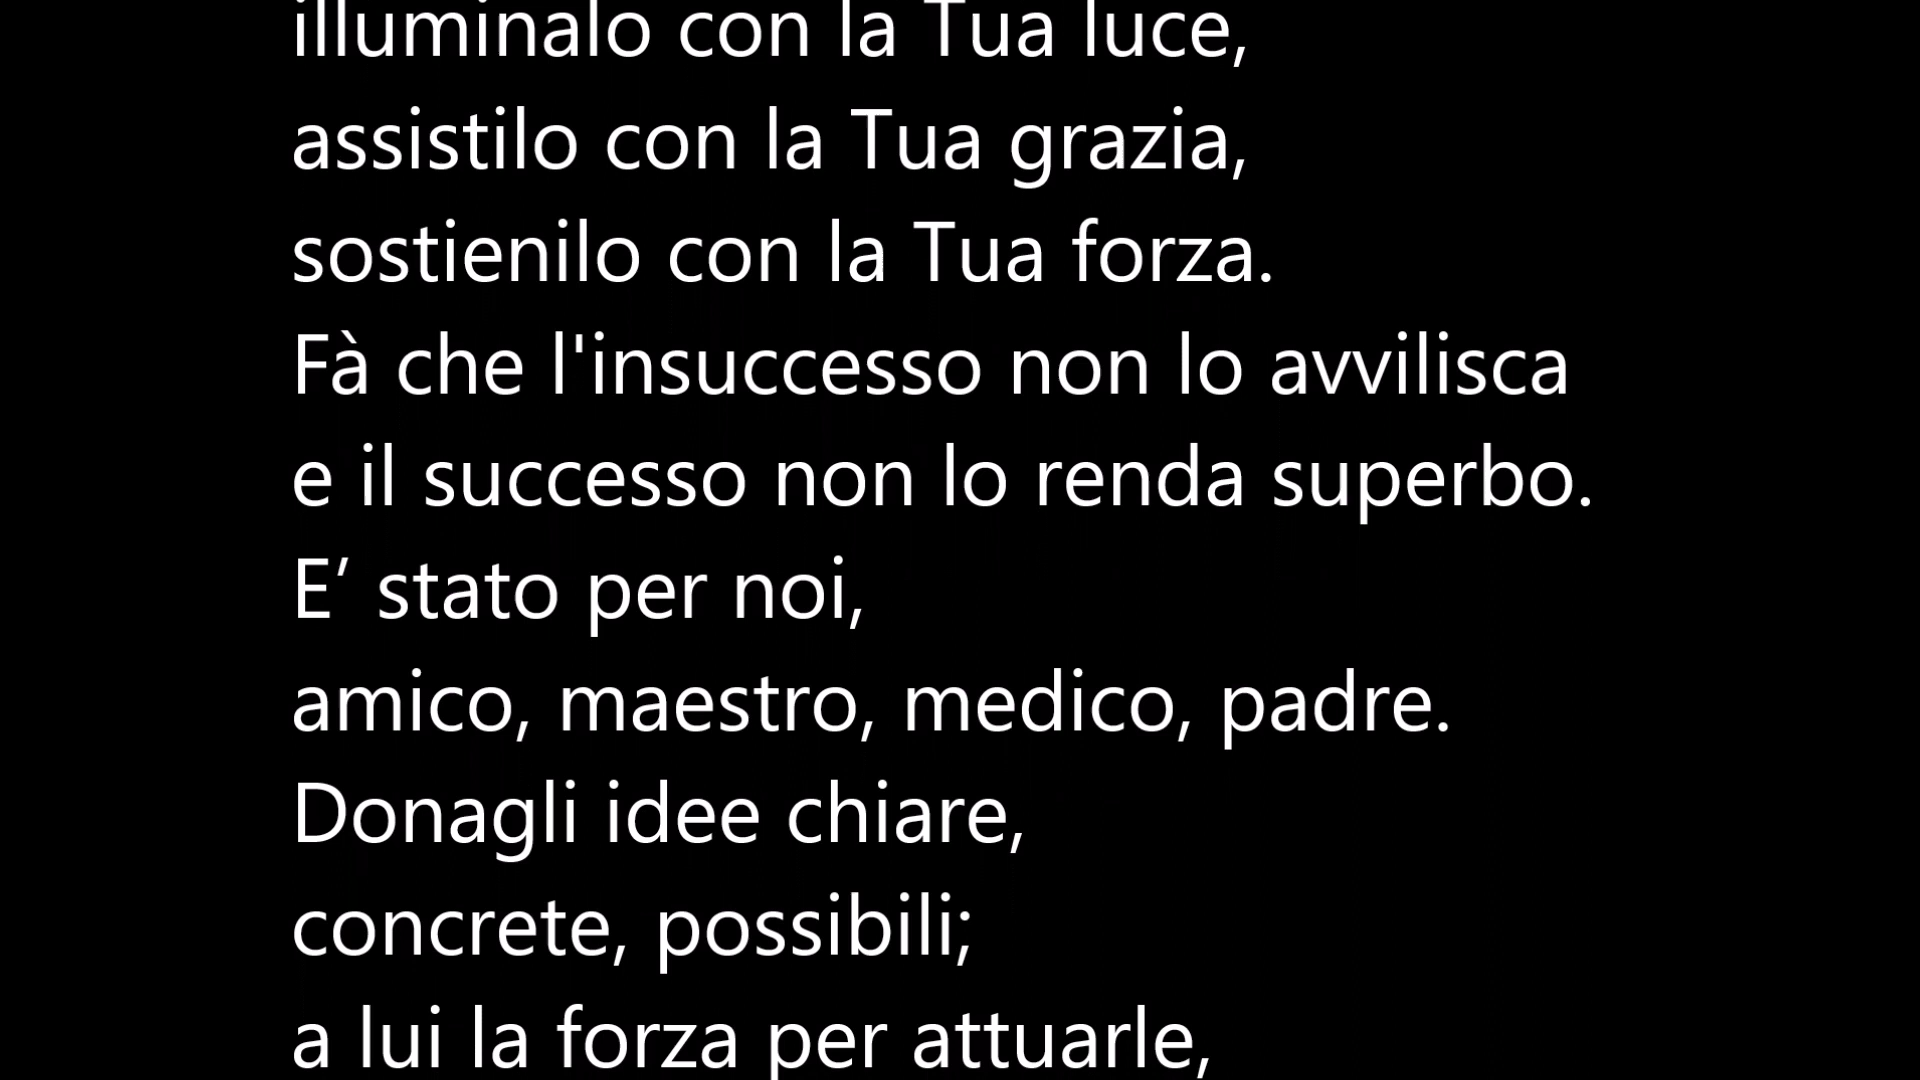 illuminalo con la Tua luce,
assistilo con la Tua grazia,
sostienilo con la Tua forza.
Fà che l'insuccesso non lo avvilisca
e il successo non lo renda superbo.
E’ stato per noi,
amico, maestro, medico, padre.
Donagli idee chiare,
concrete, possibili;
a lui la forza per attuarle,